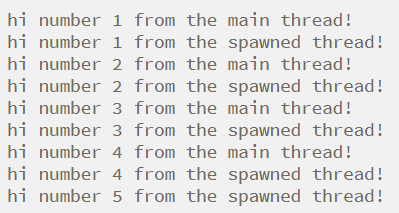 hi number 1 from the main thread!
hi number 1 from the spawned thread!
hi number 2 from the main thread!
hi number 2 from the spawned thread!
hi number 3 from the main thread!
hi number 3 from the spawned thread!
hi number 4 from the main thread!
hi number 4 from the spawned thread!
hi number 5 from the spawned thread!